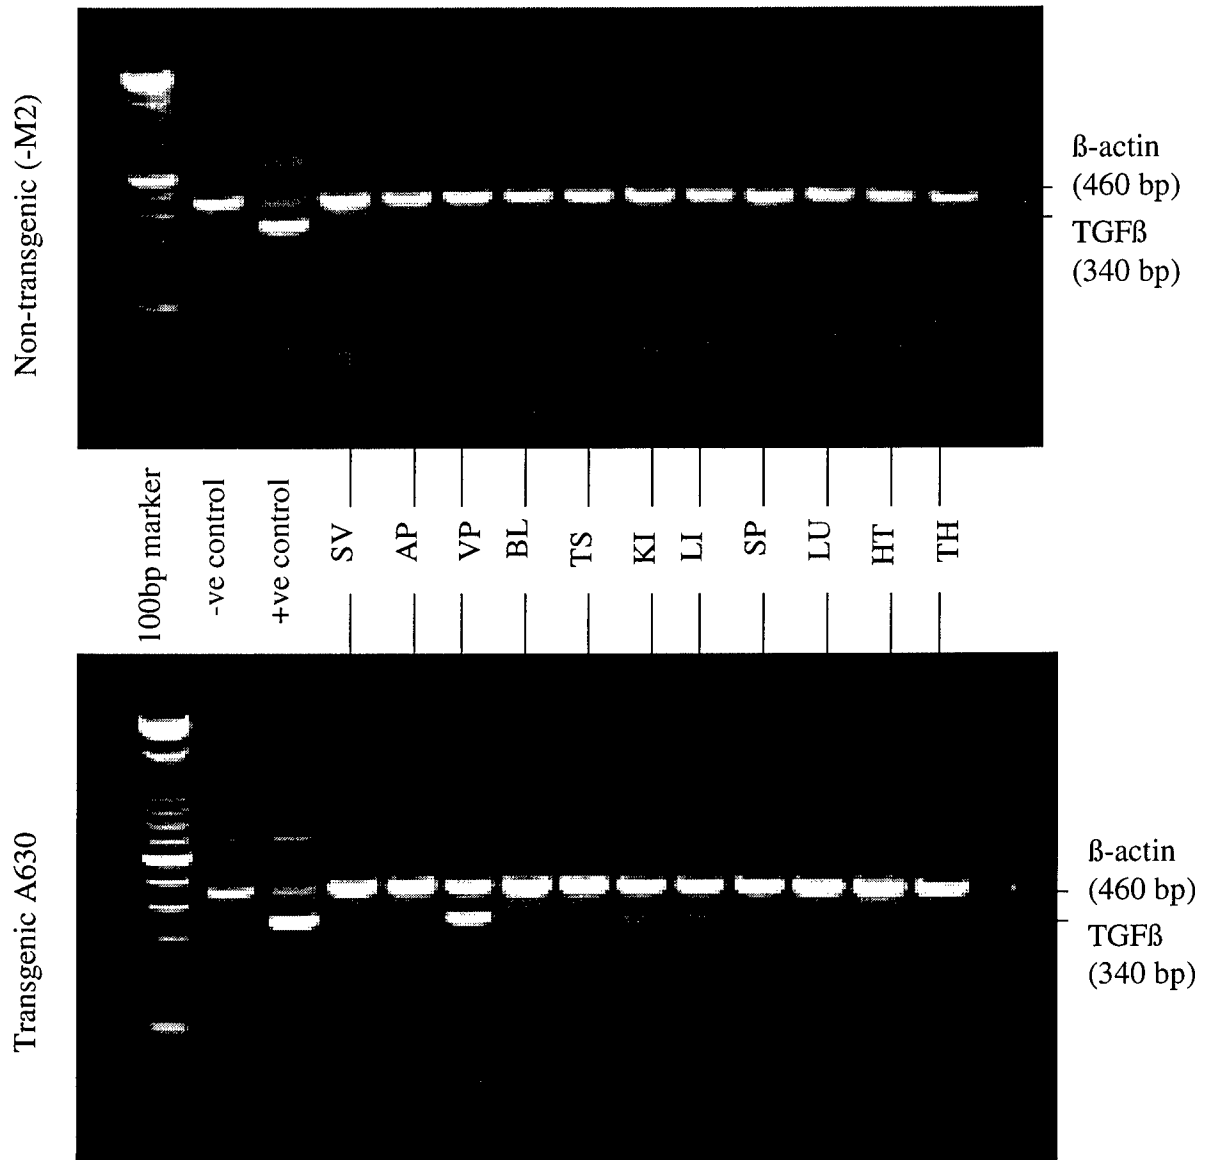 Non-transgenic (-M2)
ß-actin
(460 bp)
TGFß
(340 bp)
100bp marker
-ve control
+ve control
SV
AP
VP
BL
TS
KI
LI
SP
LU
HT
TH
Transgenic A630
ß-actin
(460 bp)
TGFß
(340 bp)